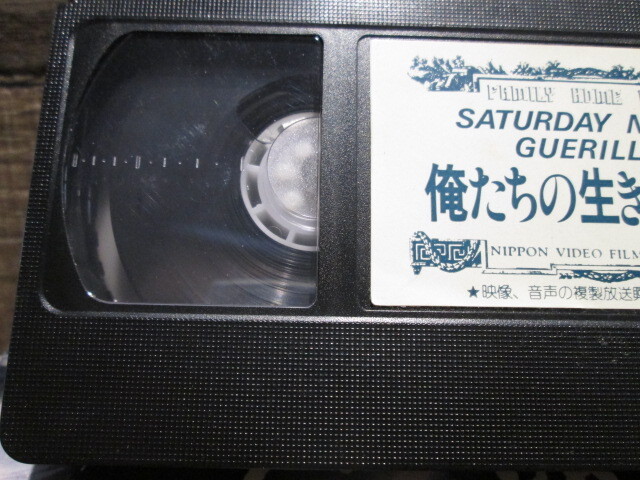 FAMILY HOME
SATURDAY N
GUERILL
俺たちの生き
NIPPON VIDEO FILM
★映像、音声の複製放送